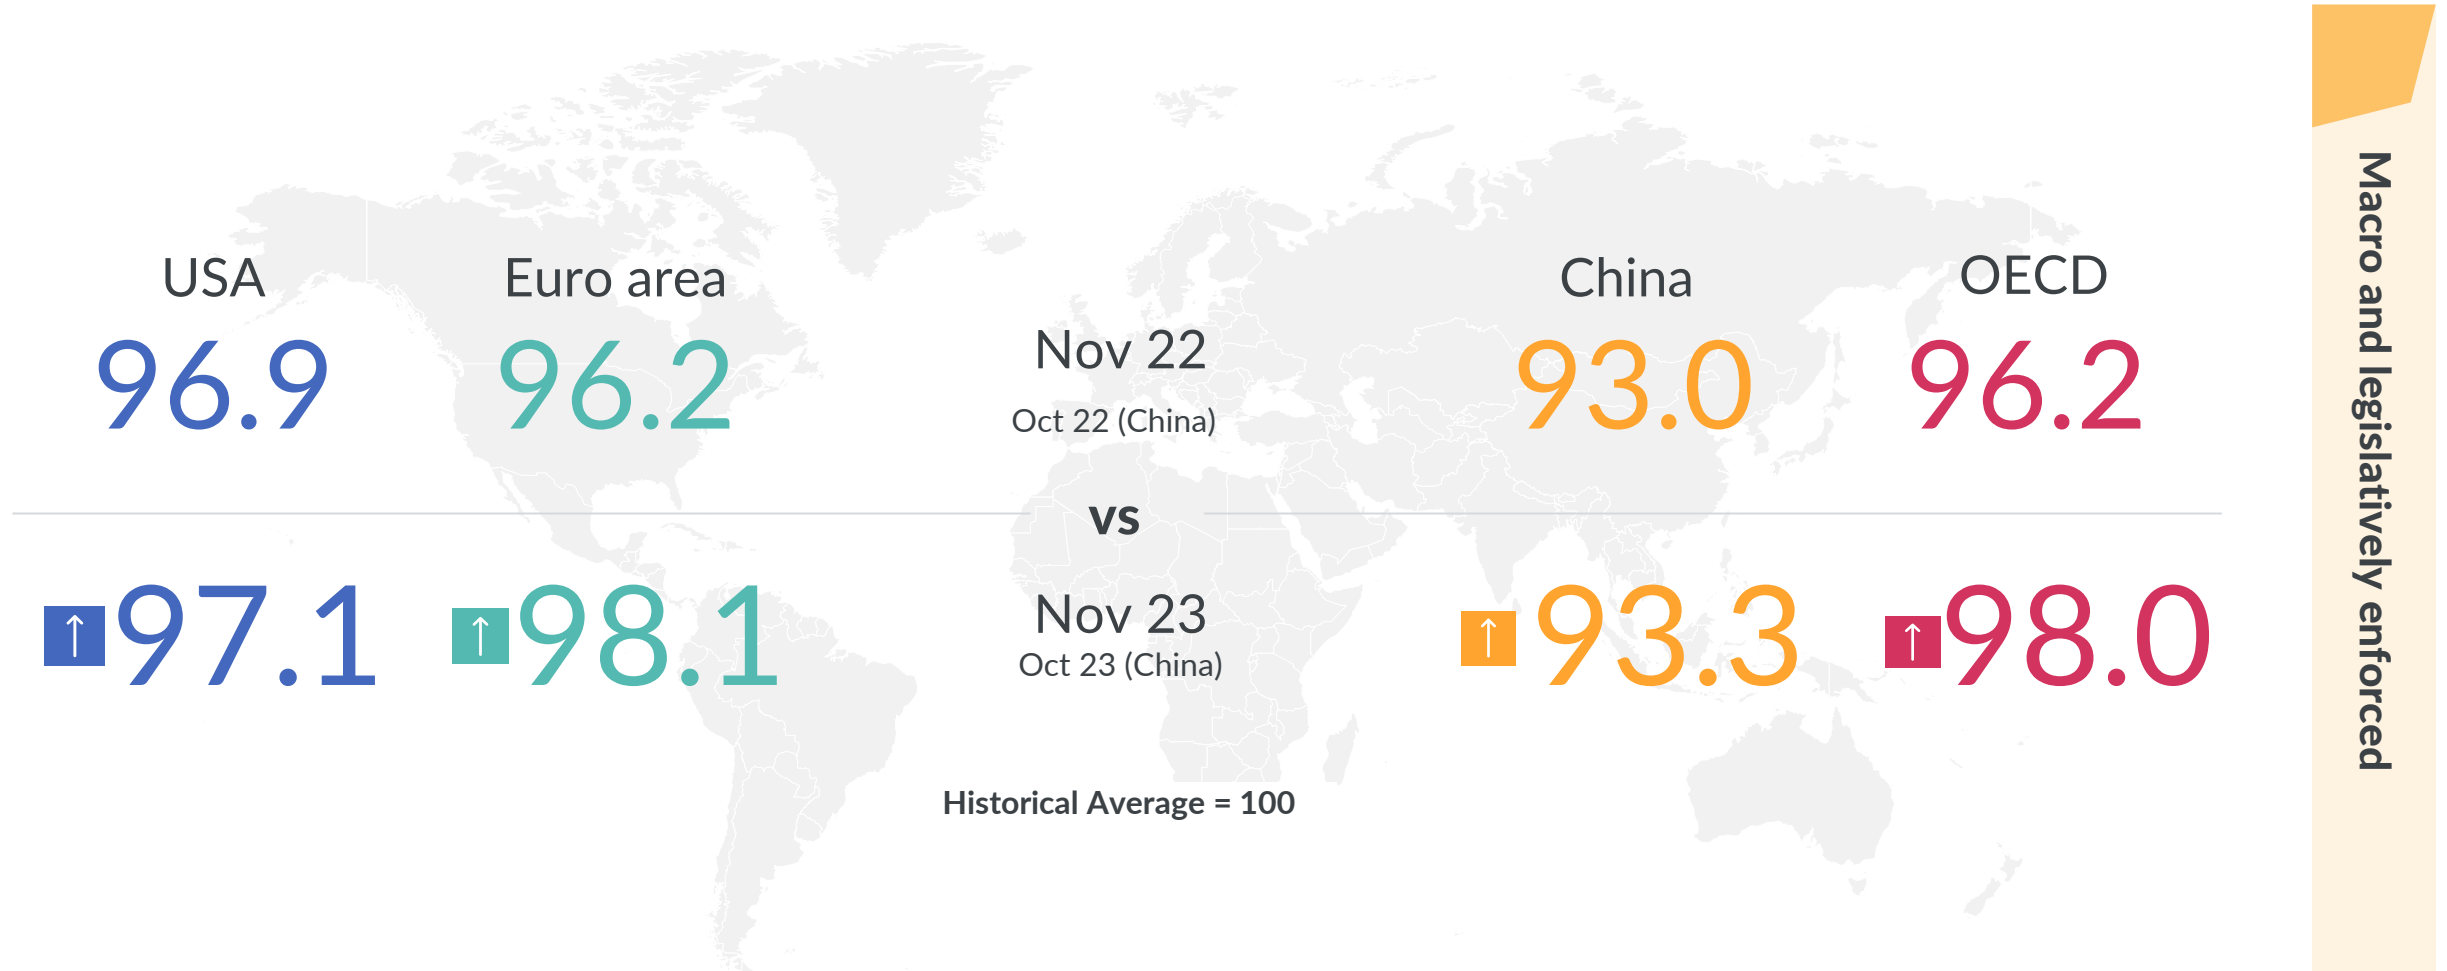 USA
96.9
Euro area
96.2
Nov 22
Oct 22 (China)
China
93.0
OECD
96.2
vs
↑ 97.1
↑ 98.1
Nov 23
Oct 23 (China)
↑ 93.3
↑ 98.0
Historical Average = 100
Macro and legislatively enforced